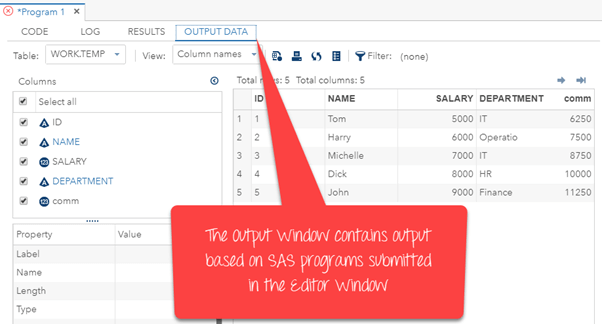 *Program 1 ×
CODE LOG RESULTS OUTPUT DATA
Table: WORK.TEMP View: Column names Filter: (none)
Columns
Select all
ID
NAME
SALARY
DEPARTMENT
comm
Property Value
Label
Name
Length
Type
Total rows: 5 Total columns: 5
ID NAME SALARY DEPARTMENT comm
1 1 Tom 5000 IT 6250
2 2 Harry 6000 Operatio 7500
3 3 Michelle 7000 IT 8750
4 4 Dick 8000 HR 10000
5 5 John 9000 Finance 11250
The Output Window contains output
based on SAS programs submitted
in the Editor Window